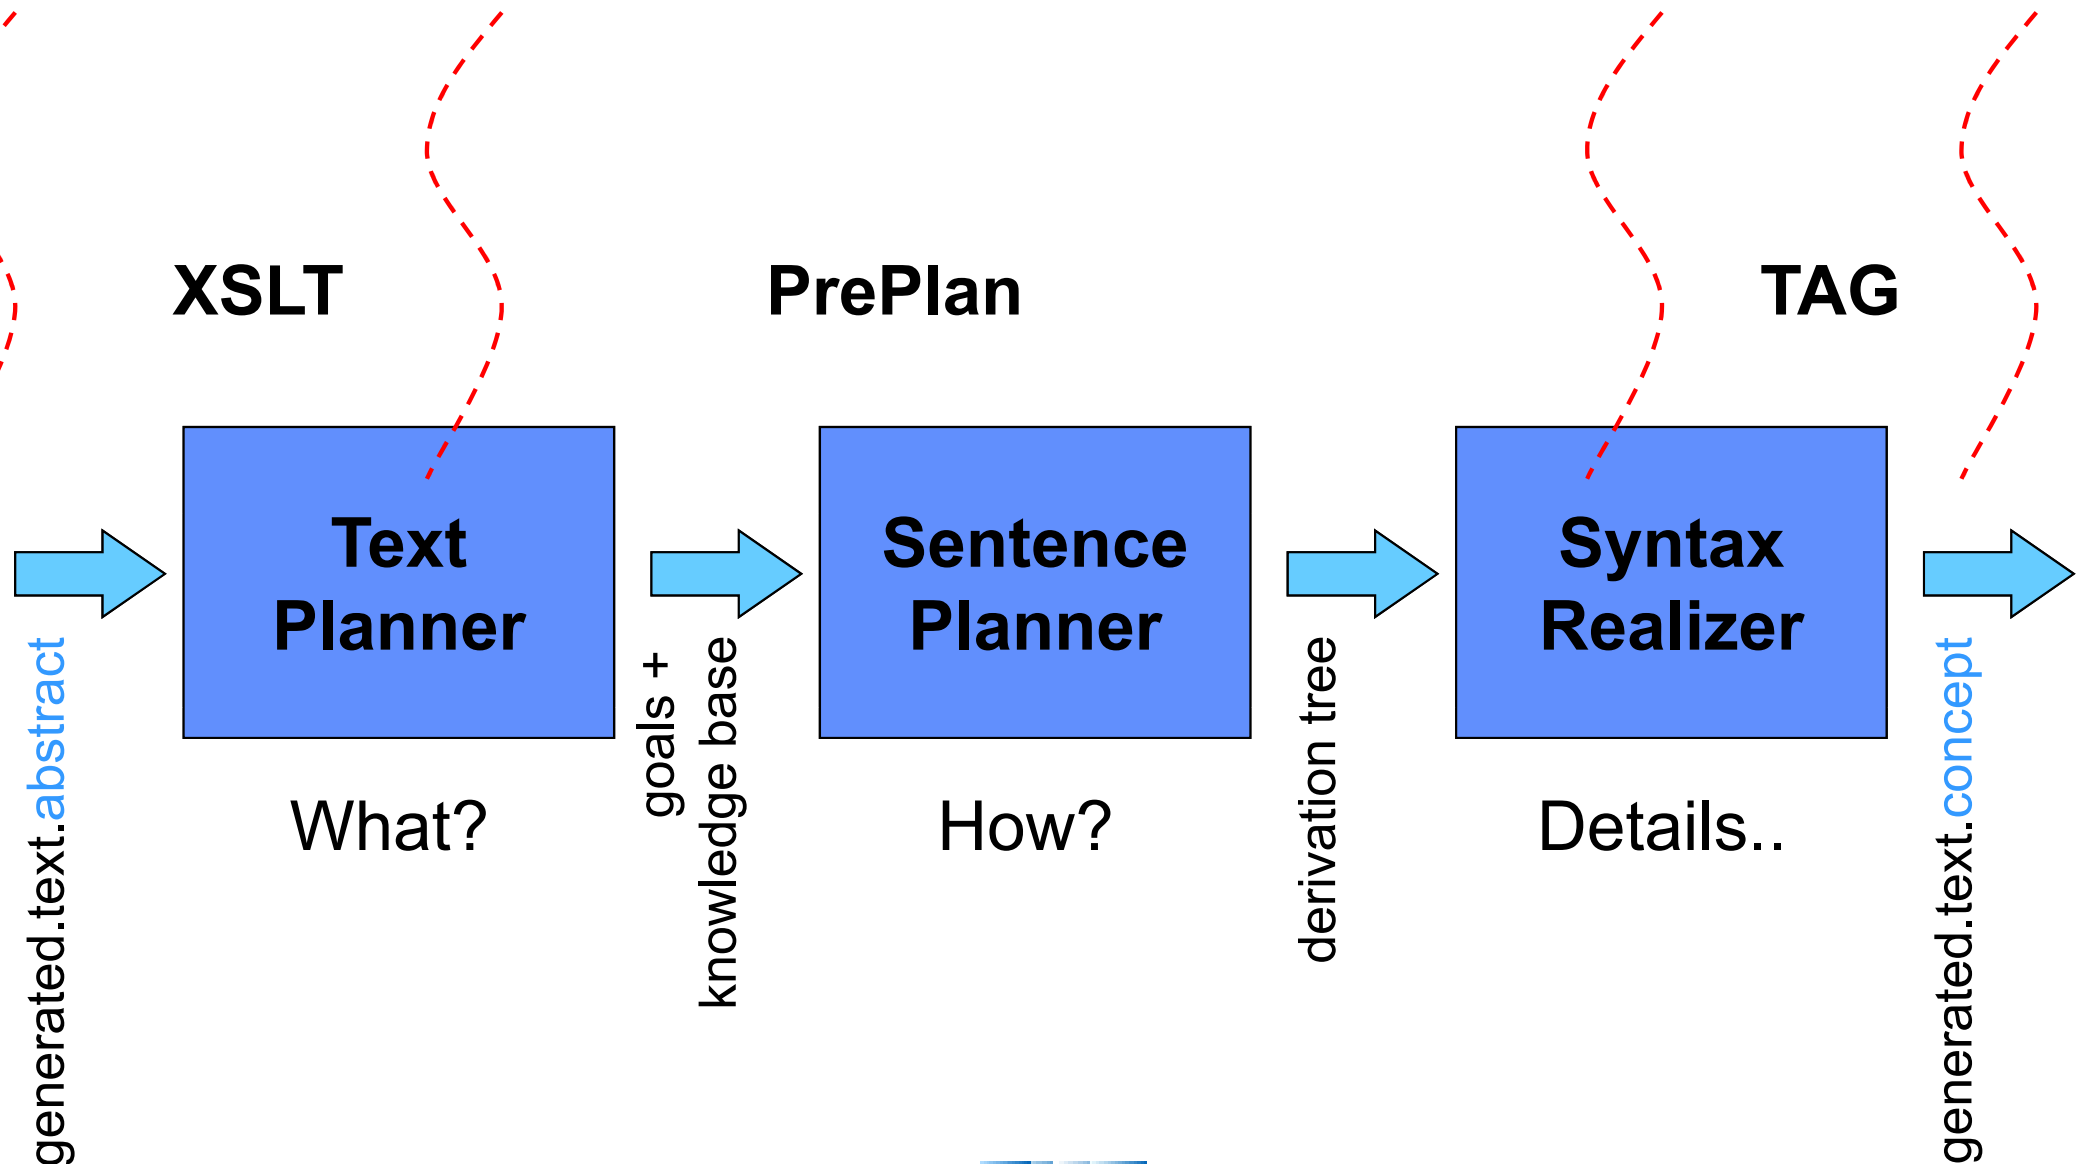 XSLT
PrePlan
TAG
Text
Planner
Sentence
Planner
Syntax
Realizer
What?
How?
Details..
generated.text.abstract
goals +
knowledge base
derivation tree
generated.text.concept